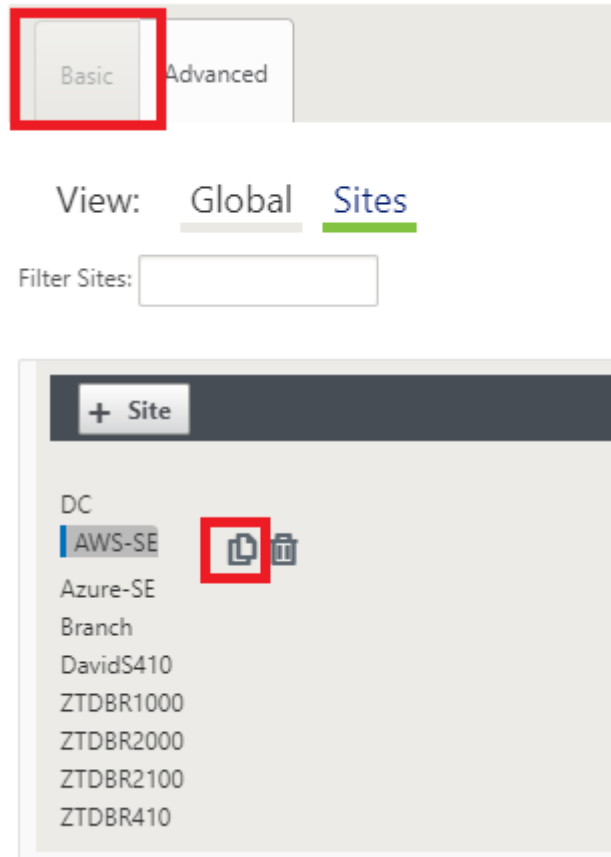 Basic Advanced
View: Global Sites
Filter Sites:
+ Site
DC
AWS-SE
Azure-SE
Branch
DavidS410
ZTDBR1000
ZTDBR2000
ZTDBR2100
ZTDBR410